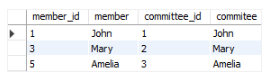 member_id member committee_id commitee
1 John 1 John
3 Mary 2 Mary
5 Amelia 3 Amelia